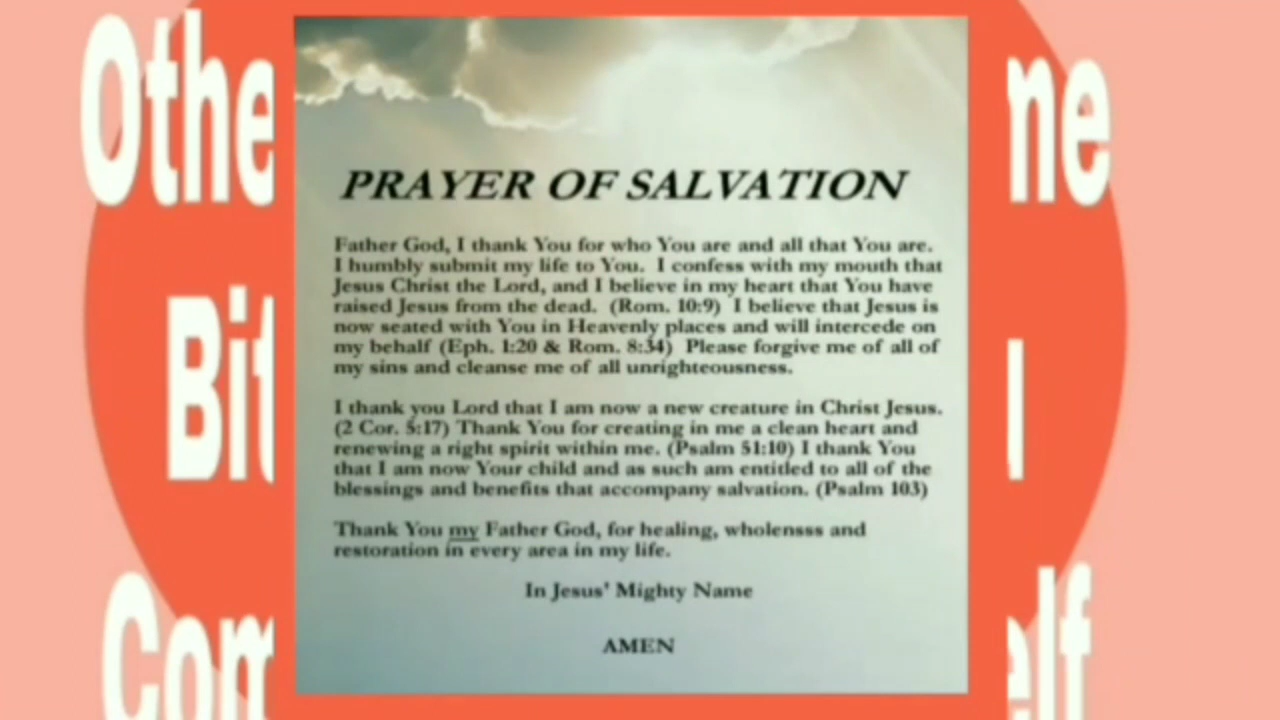 Othe ne
PRAYER OF SALVATION
Father God, I thank You for who You are and all that You are.
I humbly submit my life to You. I confess with my mouth that
Jesus Christ the Lord, and I believe in my heart that You have
raised Jesus from the dead. (Rom. 10:9) I believe that Jesus is
now seated with You in Heavenly places and will intercede on
my behalf (Eph. 1:20 & Rom. 8:34) Please forgive me of all of
my sins and cleanse me of all unrighteousness.
Bit
I thank you Lord that I am now a new creature in Christ Jesus.
(2 Cor. 5:17) Thank You for creating in me a clean heart and
renewing a right spirit within me. (Psalm 51:10) I thank You
that I am now Your child and as such am entitled to all of the
blessings and benefits that accompany salvation. (Psalm 103)
Thank You my Father God, for healing, wholensss and
restoration in every area in my life.
In Jesus' Mighty Name
AMEN
Com elf